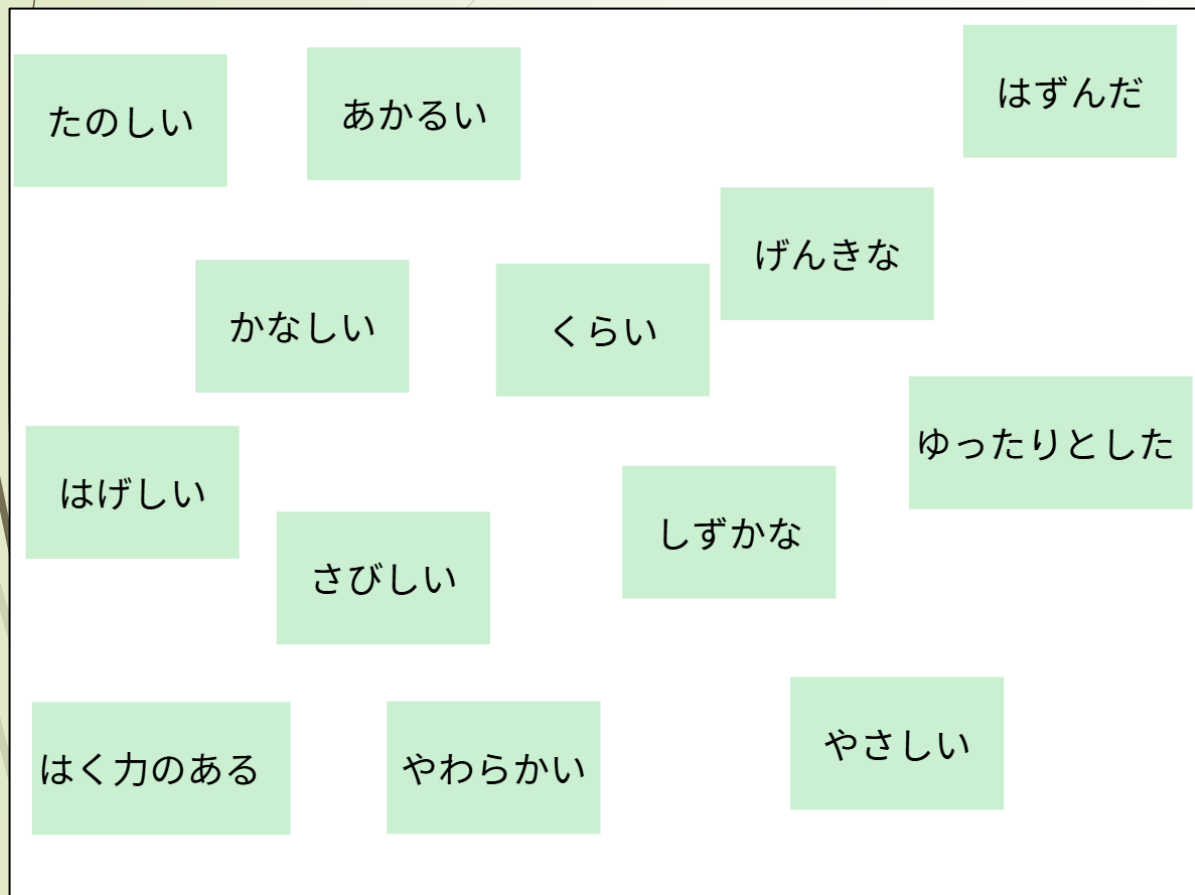 たのしい
あかるい
はずんだ
げんきな
かなしい
くらい
ゆったりとした
はげしい
しずかな
さびしい
はく力のある
やわらかい
やさしい